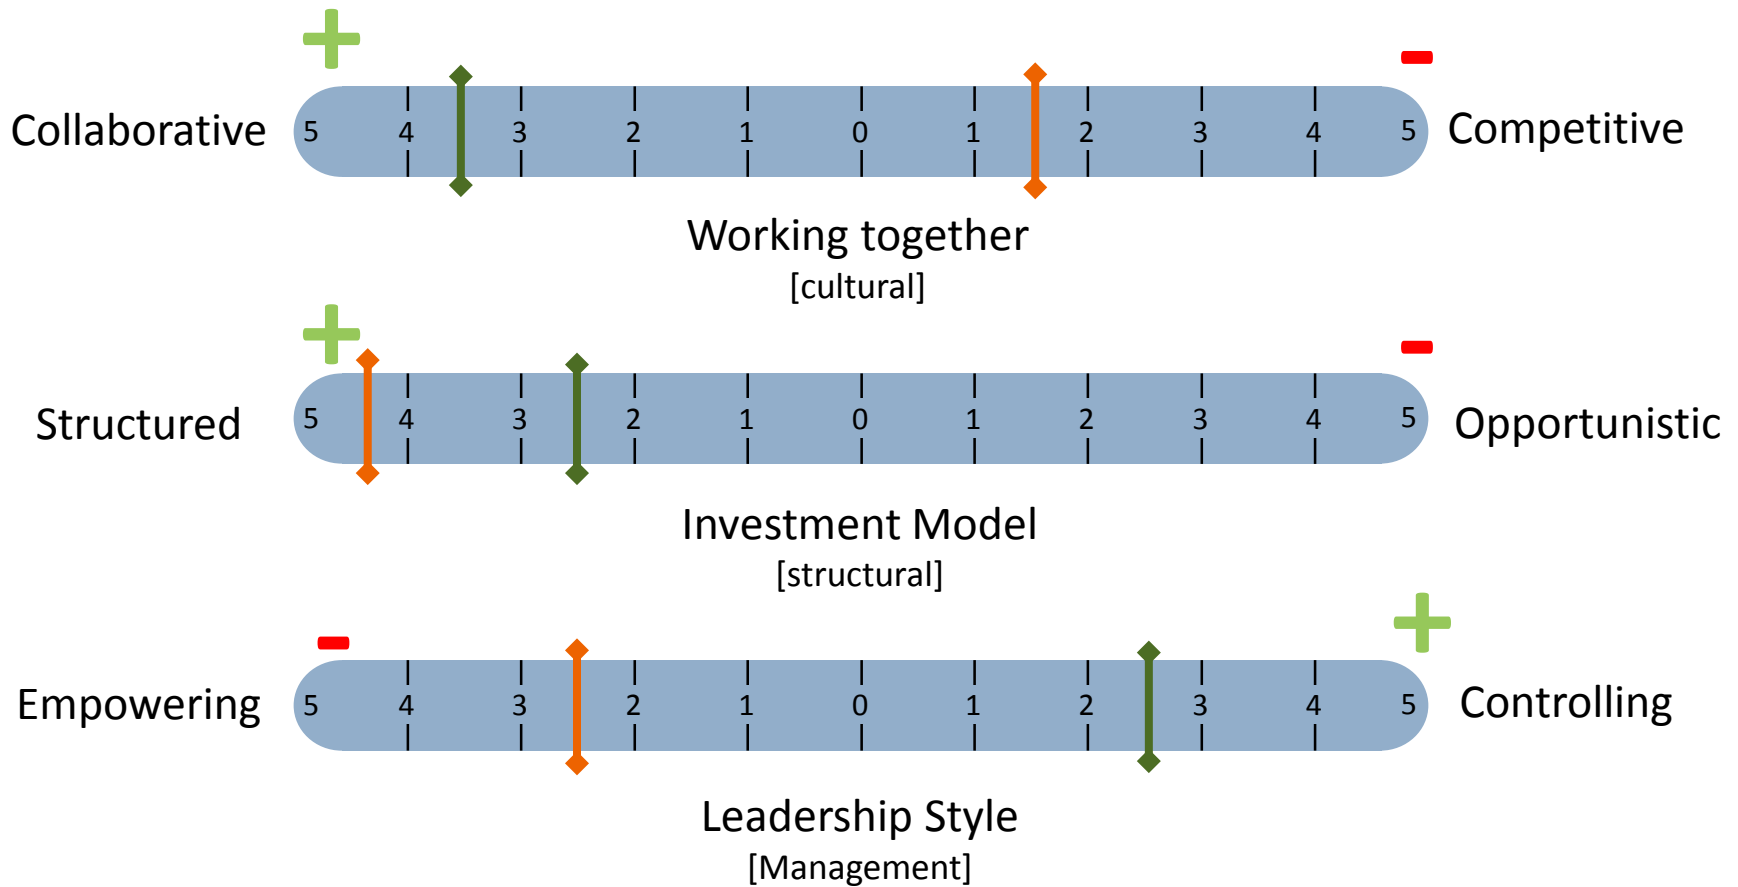 Collaborative 5 4 3 2 1 0 1 2 3 4 5 Competitive
Working together
[cultural]
Structured 5 4 3 2 1 0 1 2 3 4 5 Opportunistic
Investment Model
[structural]
Empowering 5 4 3 2 1 0 1 2 3 4 5 Controlling
Leadership Style
[Management]